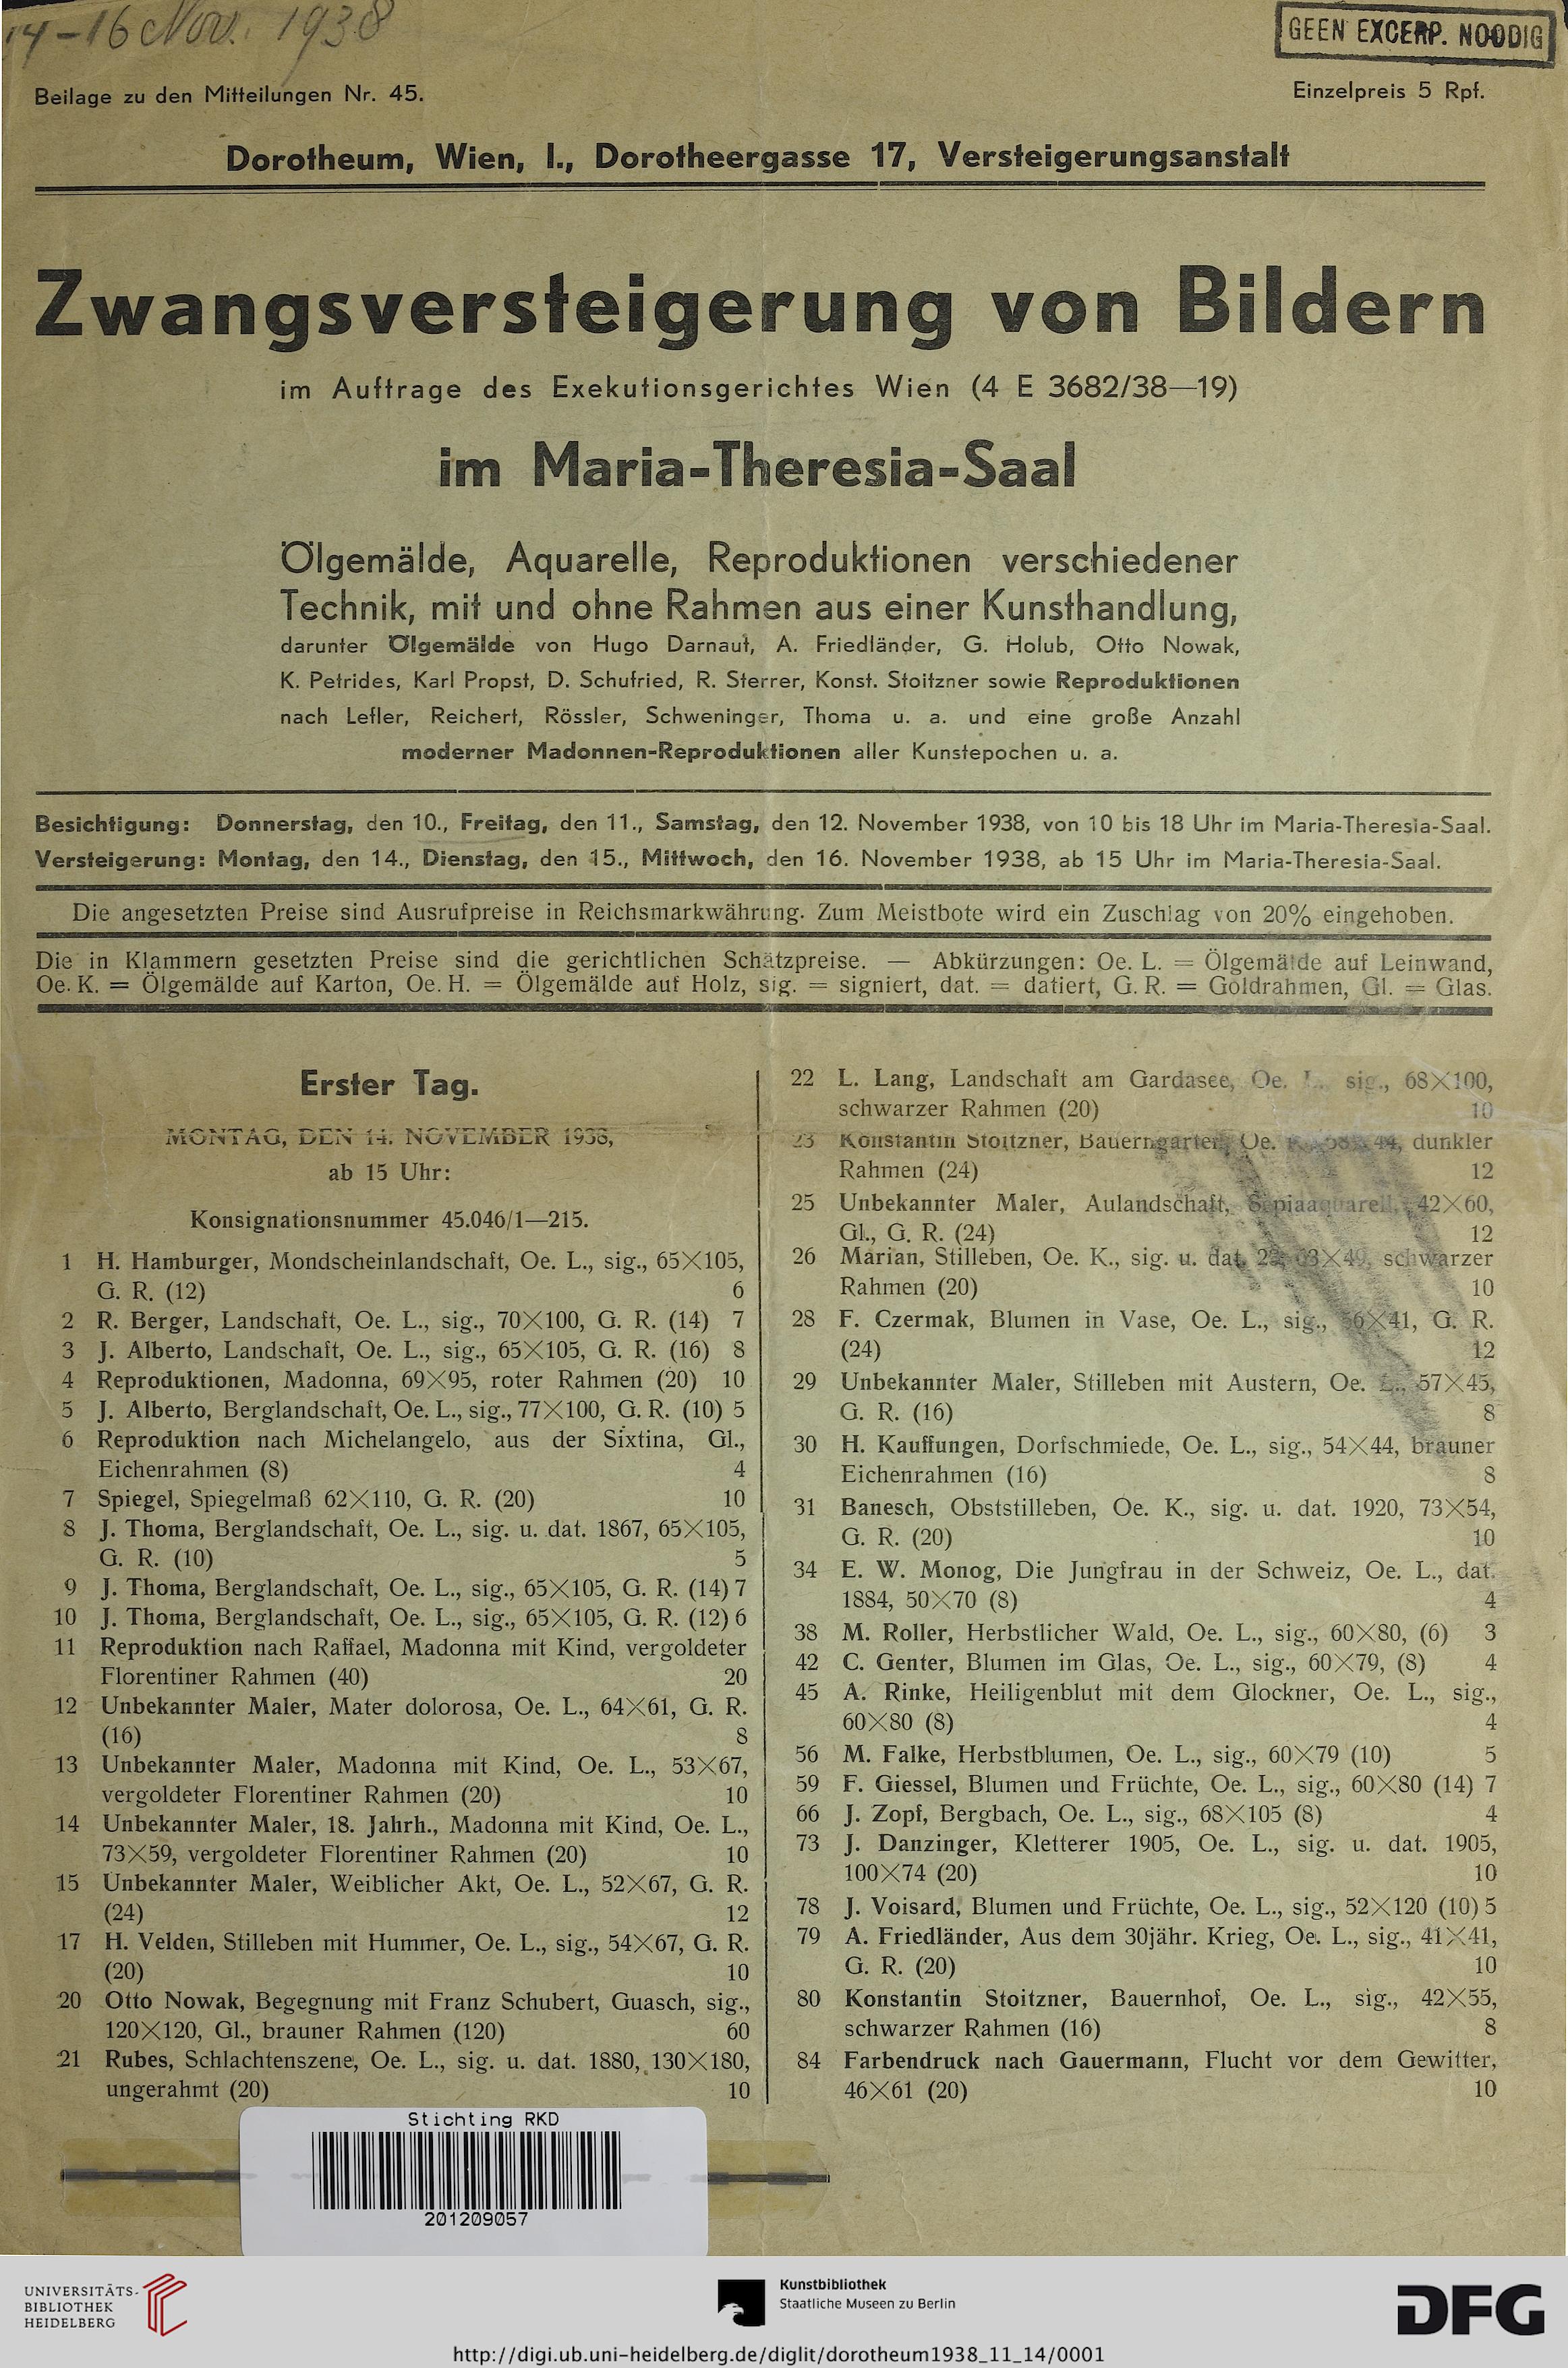 14-16 Nov. 1938
GEEN EXCERP. NOODIG
Beilage zu den Mitteilungen Nr. 45.
Einzelpreis 5 Rpf.
Dorotheum, Wien, I., Dorotheergasse 17, Versteigerungsanstalt
Zwangsversteigerung von Bildern
im Auftrage des Exekutionsgerichtes Wien (4 E 3682/38—19)
im Maria-Theresia-Saal
Ölgemälde, Aquarelle, Reproduktionen verschiedener
Technik, mit und ohne Rahmen aus einer Kunsthandlung,
darunter Ölgemälde von Hugo Darnaut, A. Friedländer, G. Holub, Otto Nowak,
K. Petrides, Karl Propst, D. Schufried, R. Sterrer, Konst. Stoitzner sowie Reproduktionen
nach Lefler, Reichert, Rössler, Schweninger, Thoma u. a. und eine große Anzahl
moderner Madonnen-Reproduktionen aller Kunstepochen u. a.
Besichtigung: Donnerstag, den 10., Freitag, den 11., Samstag, den 12. November 1938, von 10 bis 18 Uhr im Maria-Theresia-Saal.
Versteigerung: Montag, den 14., Dienstag, den 15., Mittwoch, den 16. November 1938, ab 15 Uhr im Maria-Theresia-Saal.
Die angesetzten Preise sind Ausrufpreise in Reichsmarkwährung. Zum Meistbote wird ein Zuschlag von 20% eingehoben.
Die in Klammern gesetzten Preise sind die gerichtlichen Schätzpreise. — Abkürzungen: Oe. L. = Ölgemälde auf Leinwand,
Oe. K. = Ölgemälde auf Karton, Oe. H. = Ölgemälde auf Holz, sig. = signiert, dat. = datiert, G. R. = Goldrahmen, Gl. = Glas.
Erster Tag.
MONTAG, DEN 14. NOVEMBER 1938,
ab 15 Uhr:
Konsignationsnummer 45.046/1—215.
1 H. Hamburger, Mondscheinlandschaft, Oe. L., sig., 65×105,
G. R. (12) 6
2 R. Berger, Landschaft, Oe. L., sig., 70×100, G. R. (14) 7
3 J. Alberto, Landschaft, Oe. L., sig., 65×105, G. R. (16) 8
4 Reproduktionen, Madonna, 69×95, roter Rahmen (20) 10
5 J. Alberto, Berglandschaft, Oe. L., sig., 77×100, G. R. (10) 5
6 Reproduktion nach Michelangelo, aus der Sixtina, Gl.,
Eichenrahmen (8) 4
7 Spiegel, Spiegelmaß 62×110, G. R. (20) 10
8 J. Thoma, Berglandschaft, Oe. L., sig. u. dat. 1867, 65×105,
G. R. (10) 5
9 J. Thoma, Berglandschaft, Oe. L., sig., 65×105, G. R. (14) 7
10 J. Thoma, Berglandschaft, Oe. L., sig., 65×105, G. R. (12) 6
11 Reproduktion nach Raffael, Madonna mit Kind, vergoldeter
Florentiner Rahmen (40) 20
12 Unbekannter Maler, Mater dolorosa, Oe. L., 64×61, G. R.
(16) 8
13 Unbekannter Maler, Madonna mit Kind, Oe. L., 53×67,
vergoldeter Florentiner Rahmen (20) 10
14 Unbekannter Maler, 18. Jahrh., Madonna mit Kind, Oe. L.,
73×59, vergoldeter Florentiner Rahmen (20) 10
15 Unbekannter Maler, Weiblicher Akt, Oe. L., 52×67, G. R.
(24) 12
17 H. Velden, Stilleben mit Hummer, Oe. L., sig., 54×67, G. R.
(20) 10
20 Otto Nowak, Begegnung mit Franz Schubert, Guasch, sig.,
120×120, Gl., brauner Rahmen (120) 60
21 Rubes, Schlachtenszene, Oe. L., sig. u. dat. 1880, 130×180,
ungerahmt (20) 10
22 L. Lang, Landschaft am Gardasee, Oe. L., sig., 68×100,
schwarzer Rahmen (20) 10
23 Konstantin Stoitzner, Bauerngarten, Oe. 44, dunkler
Rahmen (24) 12
25 Unbekannter Maler, Aulandschaft, Sepiaaquarell, 42×60,
Gl., G. R. (24) 12
26 Marian, Stilleben, Oe. K., sig. u. dat. schwarzer
Rahmen (20) 10
28 F. Czermak, Blumen in Vase, Oe. L., sig., 56×41, G. R.
(24) 12
29 Unbekannter Maler, Stilleben mit Austern, Oe. L., 57×45,
G. R. (16) 8
30 H. Kauffungen, Dorfschmiede, Oe. L., sig., 54×44, brauner
Eichenrahmen (16) 8
31 Banesch, Obststilleben, Oe. K., sig. u. dat. 1920, 73×54,
G. R. (20) 10
34 E. W. Monog, Die Jungfrau in der Schweiz, Oe. L., dat.
1884, 50×70 (8) 4
38 M. Roller, Herbstlicher Wald, Oe. L., sig., 60×80, (6) 3
42 C. Genter, Blumen im Glas, Oe. L., sig., 60×79, (8) 4
45 A. Rinke, Heiligenblut mit dem Glockner, Oe. L., sig.,
60×80 (8) 4
56 M. Falke, Herbstblumen, Oe. L., sig., 60×79 (10) 5
59 F. Giessel, Blumen und Früchte, Oe. L., sig., 60×80 (14) 7
66 J. Zopf, Bergbach, Oe. L., sig., 68×105 (8) 4
73 J. Danzinger, Kletterer 1905, Oe. L., sig. u. dat. 1905,
100×74 (20) 10
78 J. Voisard, Blumen und Früchte, Oe. L., sig., 52×120 (10) 5
79 A. Friedländer, Aus dem 30jähr. Krieg, Oe. L., sig., 41×41,
G. R. (20) 10
80 Konstantin Stoitzner, Bauernhof, Oe. L., sig., 42×55,
schwarzer Rahmen (16) 8
84 Farbendruck nach Gauermann, Flucht vor dem Gewitter,
46×61 (20) 10
Stichting RKD
201209057
UNIVERSITÄTS-
BIBLIOTHEK
HEIDELBERG
Kunstbibliothek
Staatliche Museen zu Berlin
DFG
http://digi.ub.uni-heidelberg.de/diglit/dorotheum1938_11_14/0001